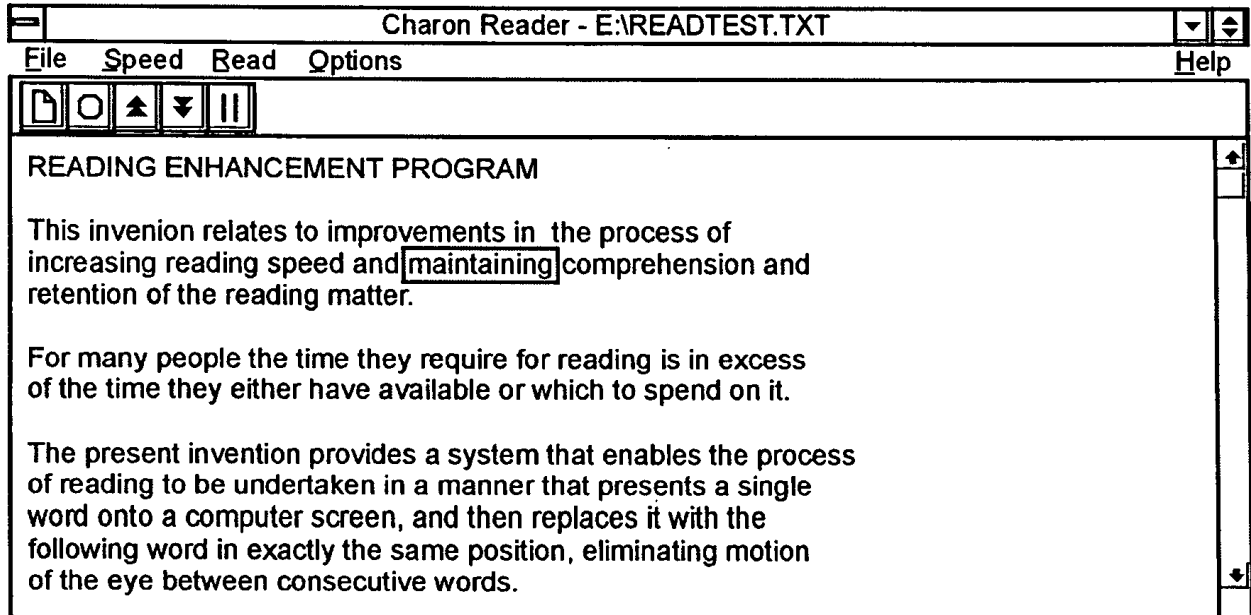 Charon Reader - E:\READTEST.TXT
File Speed Read Options Help
READING ENHANCEMENT PROGRAM
This invenion relates to improvements in the process of
increasing reading speed and maintaining comprehension and
retention of the reading matter.
For many people the time they require for reading is in excess
of the time they either have available or which to spend on it.
The present invention provides a system that enables the process
of reading to be undertaken in a manner that presents a single
word onto a computer screen, and then replaces it with the
following word in exactly the same position, eliminating motion
of the eye between consecutive words.